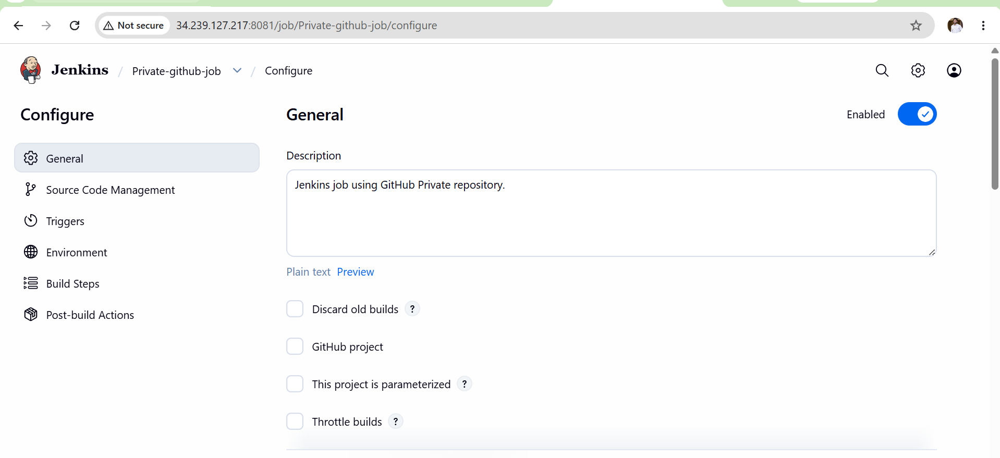 Not secure 34.239.127.217:8081/job/Private-github-job/configure
Jenkins / Private-github-job / Configure
Configure
General
Source Code Management
Triggers
Environment
Build Steps
Post-build Actions
General
Enabled
Description
Jenkins job using GitHub Private repository.
Plain text Preview
Discard old builds ?
GitHub project
This project is parameterized ?
Throttle builds ?